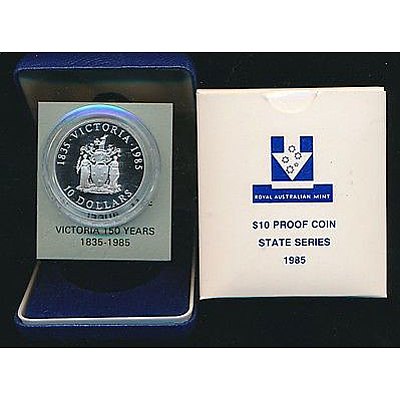 1835 · VICTORIA · 1985
10 DOLLARS
VICTORIA 150 YEARS
1835-1985
ROYAL AUSTRALIAN MINT
$10 PROOF COIN
STATE SERIES
1985